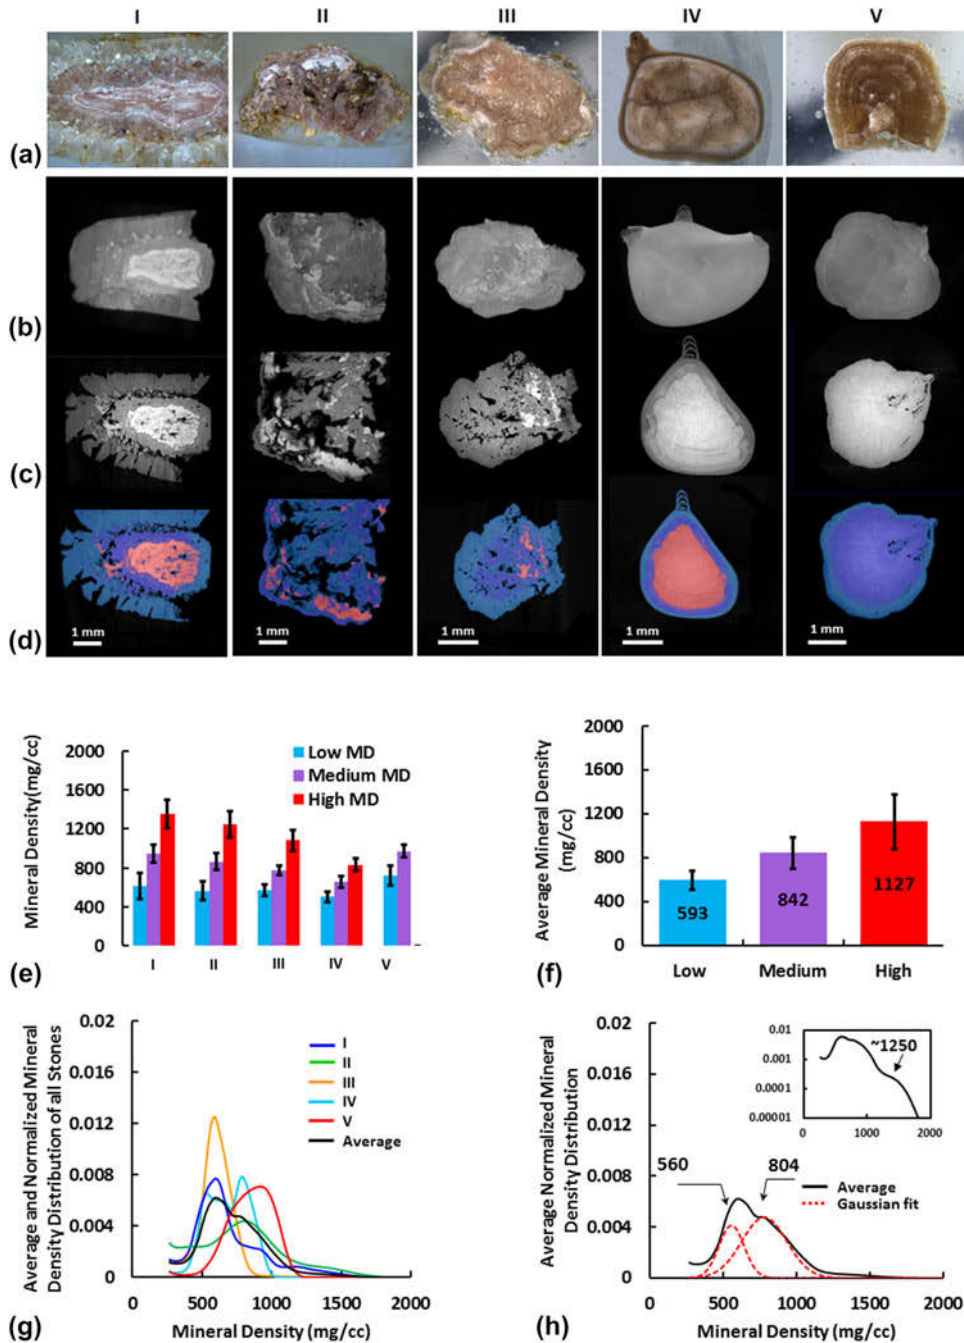 I II III IV V
(a)
(b)
(c)
(d)
1 mm 1 mm 1 mm 1 mm 1 mm
Mineral Density(mg/cc)
2000
1600
1200
800
400
0
Low MD
Medium MD
High MD
I II III IV V
(e)
Average Mineral Density
(mg/cc)
2000
1600
1200
800
400
0
593
842
1127
Low Medium High
(f)
Average and Normalized Mineral
Density Distribution of all Stones
0.02
0.016
0.012
0.008
0.004
0
I
II
III
IV
V
Average
0 500 1000 1500 2000
Mineral Density (mg/cc)
(g)
Average Normalized Mineral
Density Distribution
0.02
0.016
0.012
0.008
0.004
0
0.01
0.001
0.0001
0.00001
~1250
0 1000 2000
560
804
Average
Gaussian fit
0 500 1000 1500 2000
Mineral Density (mg/cc)
(h)